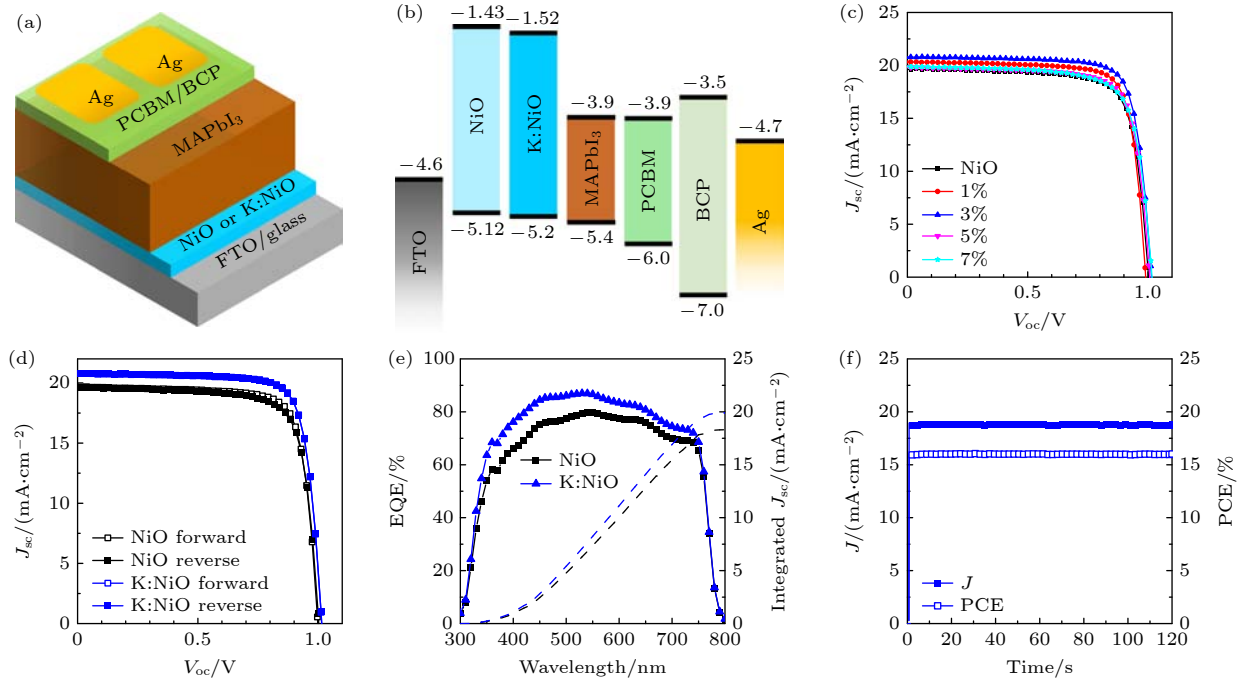 (a)
Ag
Ag
PCBM/BCP
MAPbI₃
NiO or K:NiO
FTO/glass
(b)
−1.43
−1.52
−3.9
−3.9
−3.5
−4.7
−4.6
NiO
K:NiO
MAPbI₃
PCBM
BCP
Ag
FTO
−5.12
−5.2
−5.4
−6.0
−7.0
(c)
25
20
15
10
5
0
Jsc/(mA·cm−2)
NiO
1%
3%
5%
7%
0 0.5 1.0
Voc/V
(d)
20
15
10
5
0
Jsc/(mA·cm−2)
NiO forward
NiO reverse
K:NiO forward
K:NiO reverse
0 0.5 1.0
Voc/V
(e)
100
80
60
40
20
0
EQE/%
NiO
K:NiO
25
20
15
10
5
0
Integrated Jsc/(mA·cm−2)
300 400 500 600 700 800
Wavelength/nm
(f)
25
20
15
10
5
0
J/(mA·cm−2)
J
PCE
25
20
15
10
5
0
PCE/%
0 20 40 60 80 100 120
Time/s